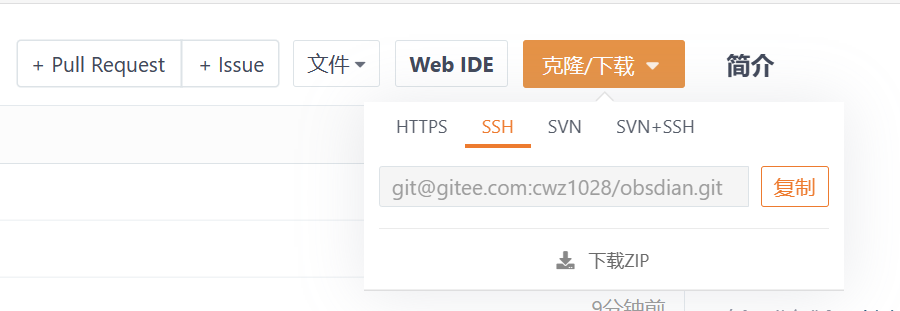 + Pull Request + Issue 文件 Web IDE 克隆/下载 简介
HTTPS SSH SVN SVN+SSH
git@gitee.com:cwz1028/obsdian.git 复制
下载ZIP
9分钟前